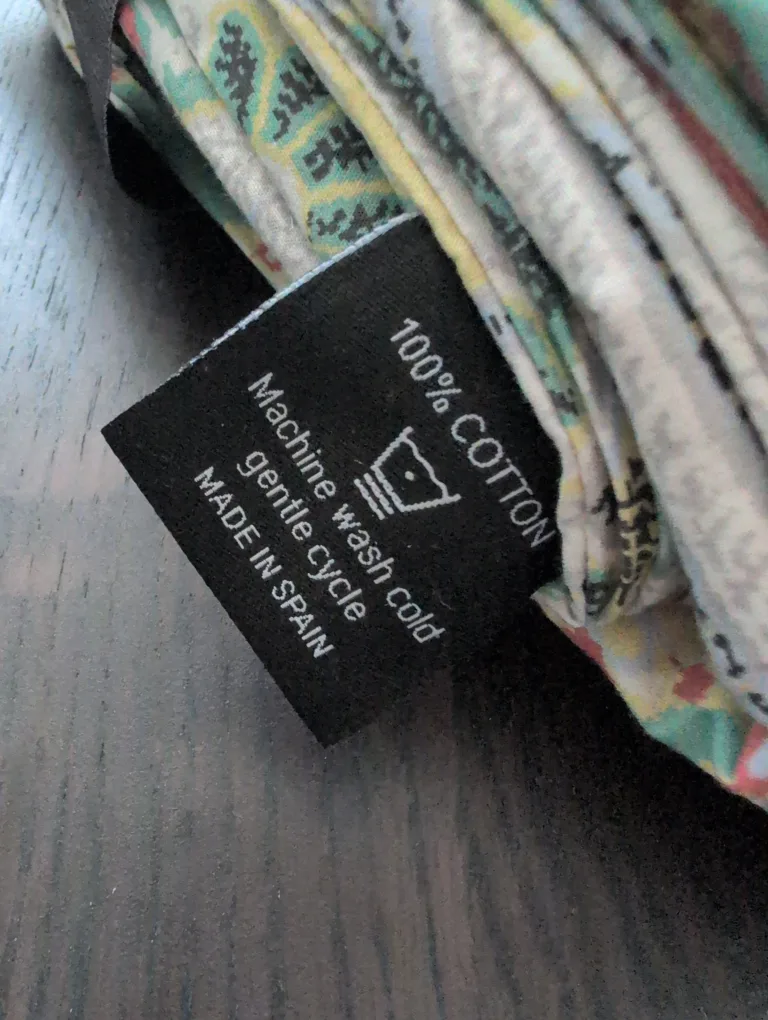 100% COTTON
Machine wash cold
gentle cycle
MADE IN SPAIN